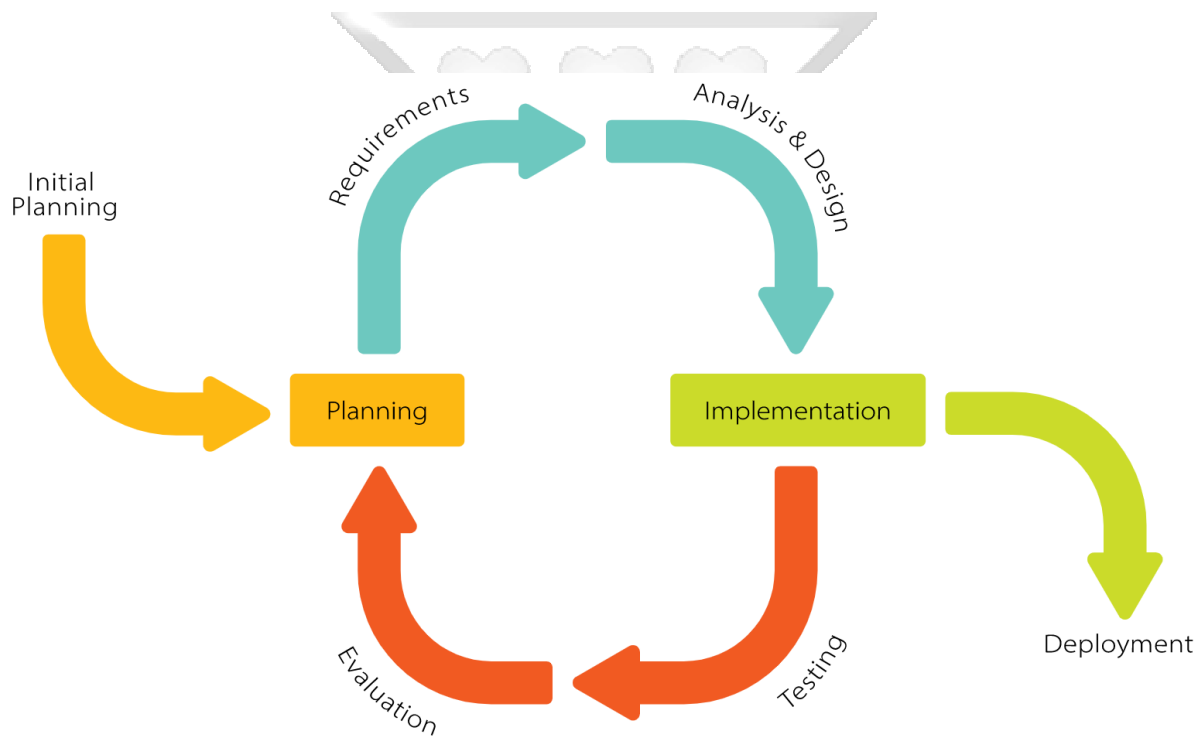 Requirements
Analysis & Design
Initial
Planning
Planning
Implementation
Evaluation
Testing
Deployment